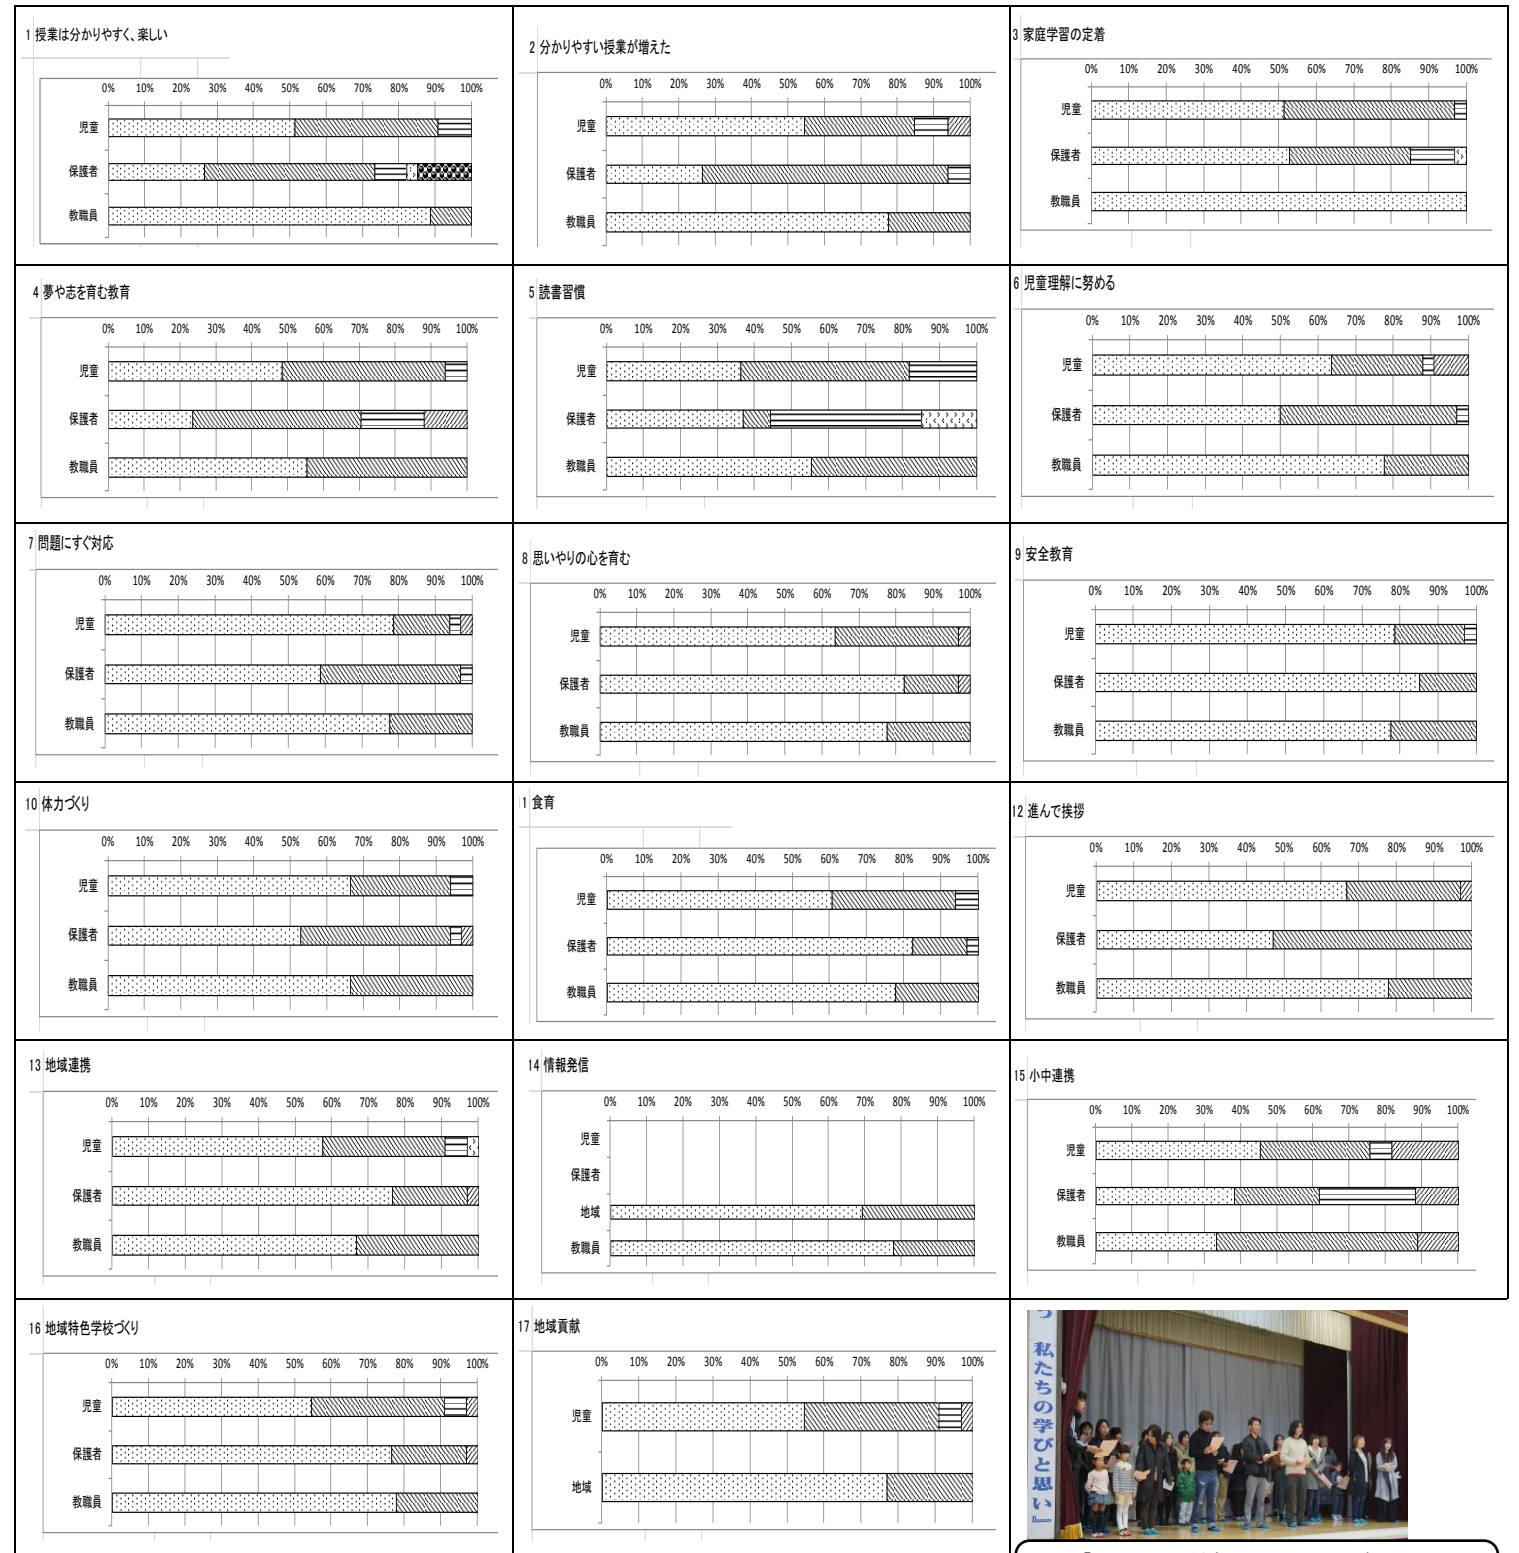 1 授業は分かりやすく、楽しい
0% 10% 20% 30% 40% 50% 60% 70% 80% 90% 100%
児童
保護者
教職員
2 分かりやすい授業が増えた
0% 10% 20% 30% 40% 50% 60% 70% 80% 90% 100%
児童
保護者
教職員
3 家庭学習の定着
0% 10% 20% 30% 40% 50% 60% 70% 80% 90% 100%
児童
保護者
教職員
4 夢や志を育む教育
0% 10% 20% 30% 40% 50% 60% 70% 80% 90% 100%
児童
保護者
教職員
5 読書習慣
0% 10% 20% 30% 40% 50% 60% 70% 80% 90% 100%
児童
保護者
教職員
6 児童理解に努める
0% 10% 20% 30% 40% 50% 60% 70% 80% 90% 100%
児童
保護者
教職員
7 問題にすぐ対応
0% 10% 20% 30% 40% 50% 60% 70% 80% 90% 100%
児童
保護者
教職員
8 思いやりの心を育む
0% 10% 20% 30% 40% 50% 60% 70% 80% 90% 100%
児童
保護者
教職員
9 安全教育
0% 10% 20% 30% 40% 50% 60% 70% 80% 90% 100%
児童
保護者
教職員
10 体力づくり
0% 10% 20% 30% 40% 50% 60% 70% 80% 90% 100%
児童
保護者
教職員
1 食育
0% 10% 20% 30% 40% 50% 60% 70% 80% 90% 100%
児童
保護者
教職員
12 進んで挨拶
0% 10% 20% 30% 40% 50% 60% 70% 80% 90% 100%
児童
保護者
教職員
13 地域連携
0% 10% 20% 30% 40% 50% 60% 70% 80% 90% 100%
児童
保護者
教職員
14 情報発信
0% 10% 20% 30% 40% 50% 60% 70% 80% 90% 100%
児童
保護者
地域
教職員
15 小中連携
0% 10% 20% 30% 40% 50% 60% 70% 80% 90% 100%
児童
保護者
教職員
16 地域特色学校づくり
0% 10% 20% 30% 40% 50% 60% 70% 80% 90% 100%
児童
保護者
教職員
17 地域貢献
0% 10% 20% 30% 40% 50% 60% 70% 80% 90% 100%
児童
地域
私たちの学びと思い』